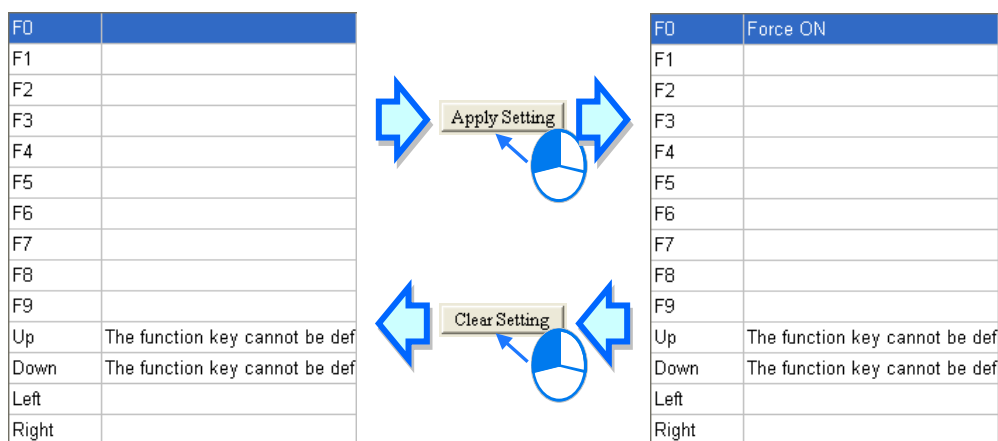 F0
F1
F2
F3
F4
F5
F6
F7
F8
F9
Up The function key cannot be def
Down The function key cannot be def
Left
Right
Apply Setting
Clear Setting
F0 Force ON
F1
F2
F3
F4
F5
F6
F7
F8
F9
Up The function key cannot be def
Down The function key cannot be def
Left
Right